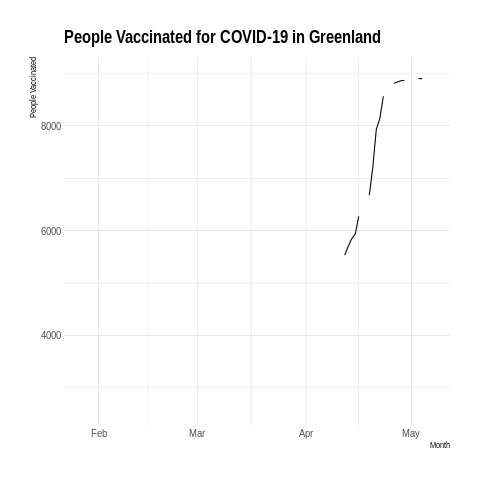 People Vaccinated for COVID-19 in Greenland
People Vaccinated
8000
6000
4000
Feb Mar Apr May
Month